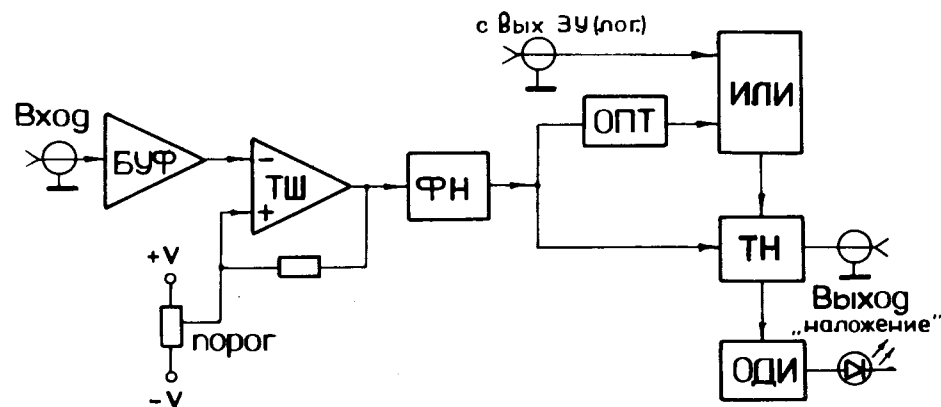 с Вых ЗУ (лог.)
Вход
БУФ
ТШ
ФН
ОПТ
ИЛИ
ТН
+V
порог
-V
Выход
„наложение"
ОДИ